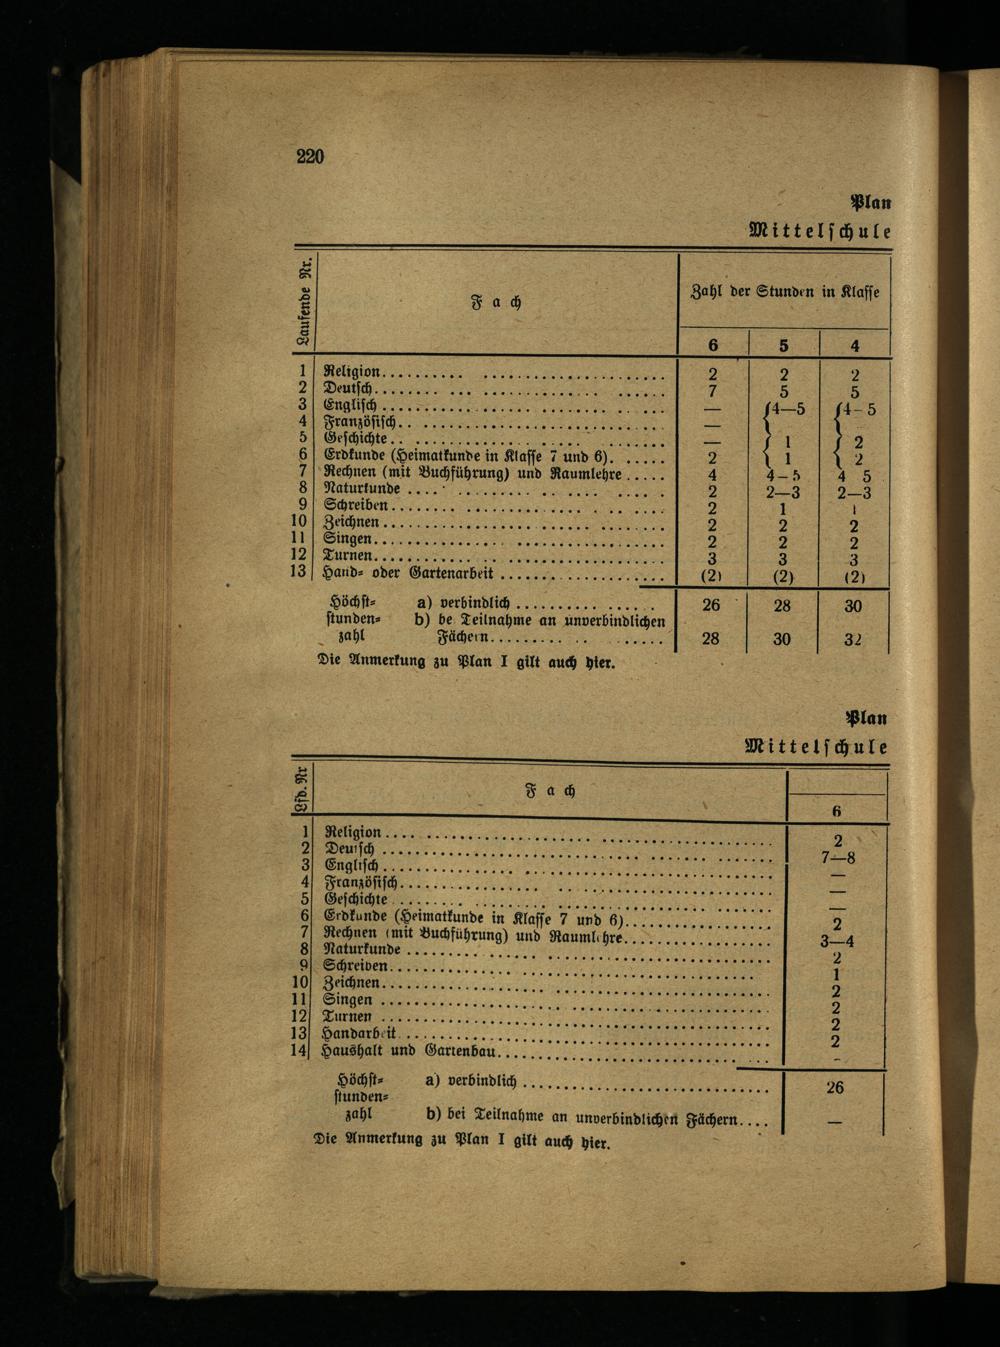 220
Plan
Mittelschule
Laufende Nr.
Fach
Zahl der Stunden in Klasse
6 5 4
1 Religion 2 2 2
2 Deutsch 7 5 5
3 Englisch — 4—5 4-5
4 Französisch —
5 Geschichte — 1 2
6 Erdkunde (Heimatkunde in Klasse 7 und 6) 2 1 2
7 Rechnen (mit Buchführung) und Raumlehre 4 4-5 4 5
8 Naturkunde 2 2—3 2—3
9 Schreiben 2 1 1
10 Zeichnen 2 2 2
11 Singen 2 2 2
12 Turnen 3 3 3
13 Hand= oder Gartenarbeit (2) (2) (2)
Höchst= a) verbindlich 26 28 30
stunden= b) be Teilnahme an unverbindlichen
zahl Fächern 28 30 32
Die Anmerkung zu Plan I gilt auch hier.
Plan
Mittelschule
Lfd. Nr
Fach
6
1 Religion 2
2 Deutsch 7—8
3 Englisch —
4 Französisch —
5 Geschichte —
6 Erdkunde (Heimatkunde in Klasse 7 und 6) 2
7 Rechnen (mit Buchführung) und Raumlehre 3—4
8 Naturkunde 2
9 Schreiben 1
10 Zeichnen 2
11 Singen 2
12 Turnen 2
13 Handarbeit 2
14 Haushalt und Gartenbau -
Höchst= a) verbindlich 26
stunden=
zahl b) bei Teilnahme an unverbindlichen Fächern —
Die Anmerkung zu Plan I gilt auch hier.